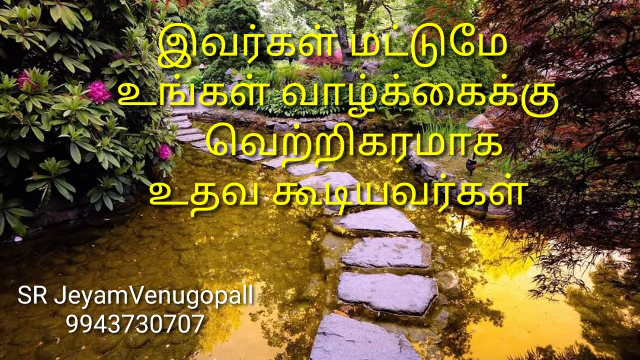 இவர்கள் மட்டுமே
உங்கள் வாழ்க்கைக்கு
வெற்றிகரமாக
உதவ கூடியவர்கள்
SR JeyamVenugopall
9943730707